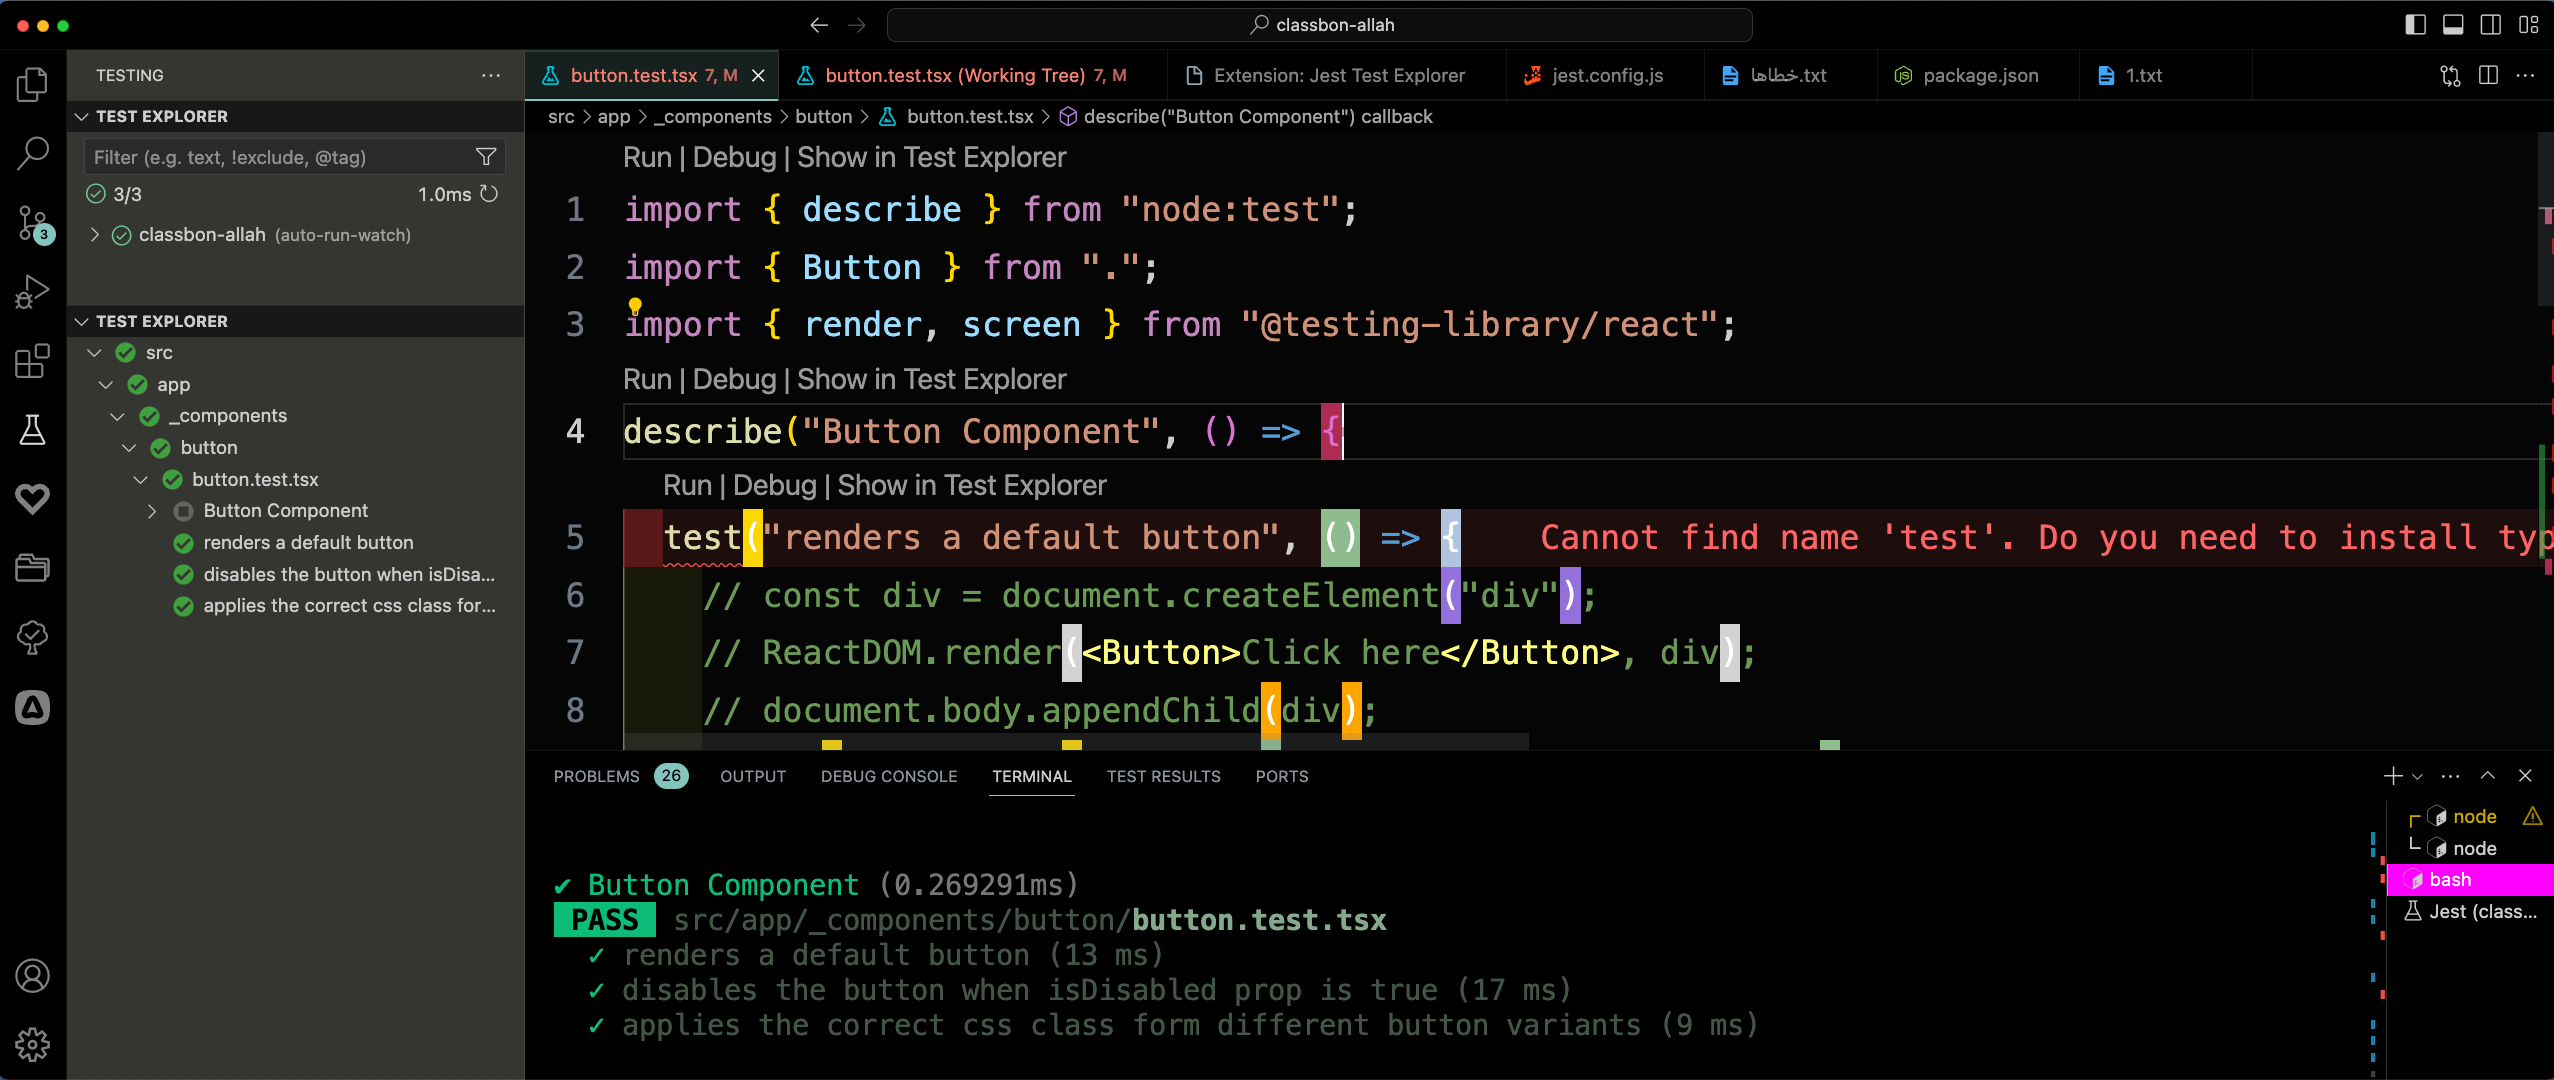 classbon-allah
TESTING
button.test.tsx 7, M
button.test.tsx (Working Tree) 7, M
Extension: Jest Test Explorer
jest.config.js
خطاها.txt
package.json
1.txt
TEST EXPLORER
Filter (e.g. text, !exclude, @tag)
3/3 1.0ms
classbon-allah (auto-run-watch)
TEST EXPLORER
src
app
_components
button
button.test.tsx
Button Component
renders a default button
disables the button when isDisa...
applies the correct css class for...
3
src > app > _components > button > button.test.tsx > describe("Button Component") callback
Run | Debug | Show in Test Explorer
1 import { describe } from "node:test";
2 import { Button } from ".";
3 import { render, screen } from "@testing-library/react";
Run | Debug | Show in Test Explorer
4 describe("Button Component", () => {
Run | Debug | Show in Test Explorer
5 test("renders a default button", () => { Cannot find name 'test'. Do you need to install typ
6 // const div = document.createElement("div");
7 // ReactDOM.render(<Button>Click here</Button>, div);
8 // document.body.appendChild(div);
PROBLEMS 26 OUTPUT DEBUG CONSOLE TERMINAL TEST RESULTS PORTS
✔ Button Component (0.269291ms)
PASS src/app/_components/button/button.test.tsx
✓ renders a default button (13 ms)
✓ disables the button when isDisabled prop is true (17 ms)
✓ applies the correct css class form different button variants (9 ms)
node
node
bash
Jest (class...